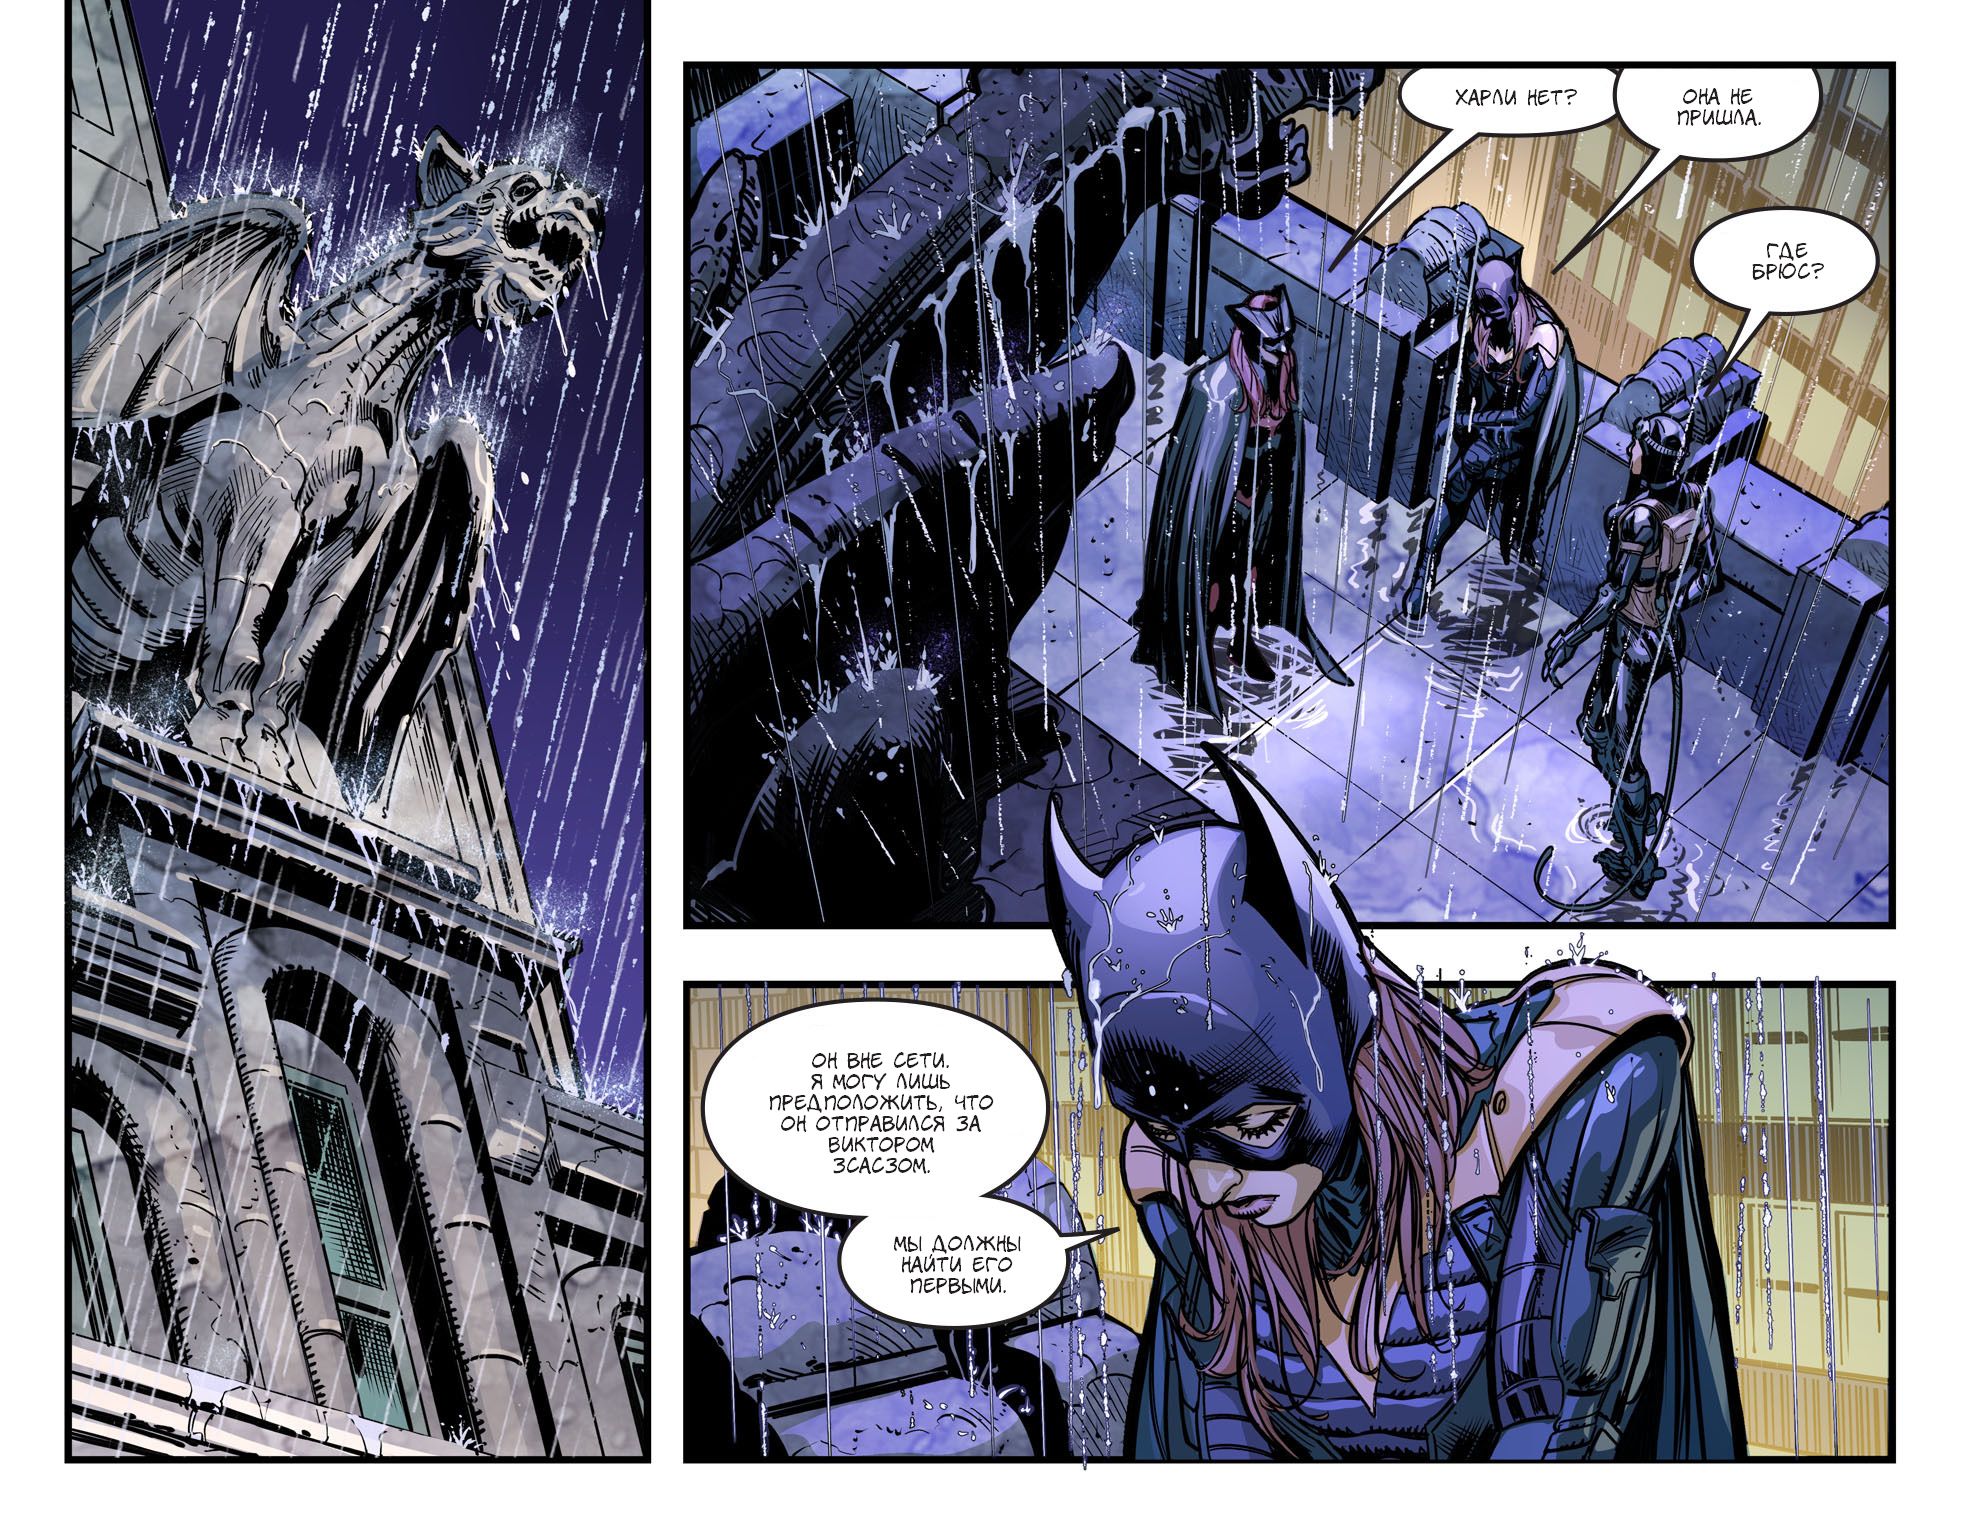 ХАРЛИ НЕТ?
ОНА НЕ
ПРИШЛА.
ГДЕ
БРЮС?
ОН ВНЕ СЕТИ.
Я МОГУ ЛИШЬ
ПРЕДПОЛОЖИТЬ, ЧТО
ОН ОТПРАВИЛСЯ ЗА
ВИКТОРОМ
ЗСАСЗОМ.
МЫ ДОЛЖНЫ
НАЙТИ ЕГО
ПЕРВЫМИ.